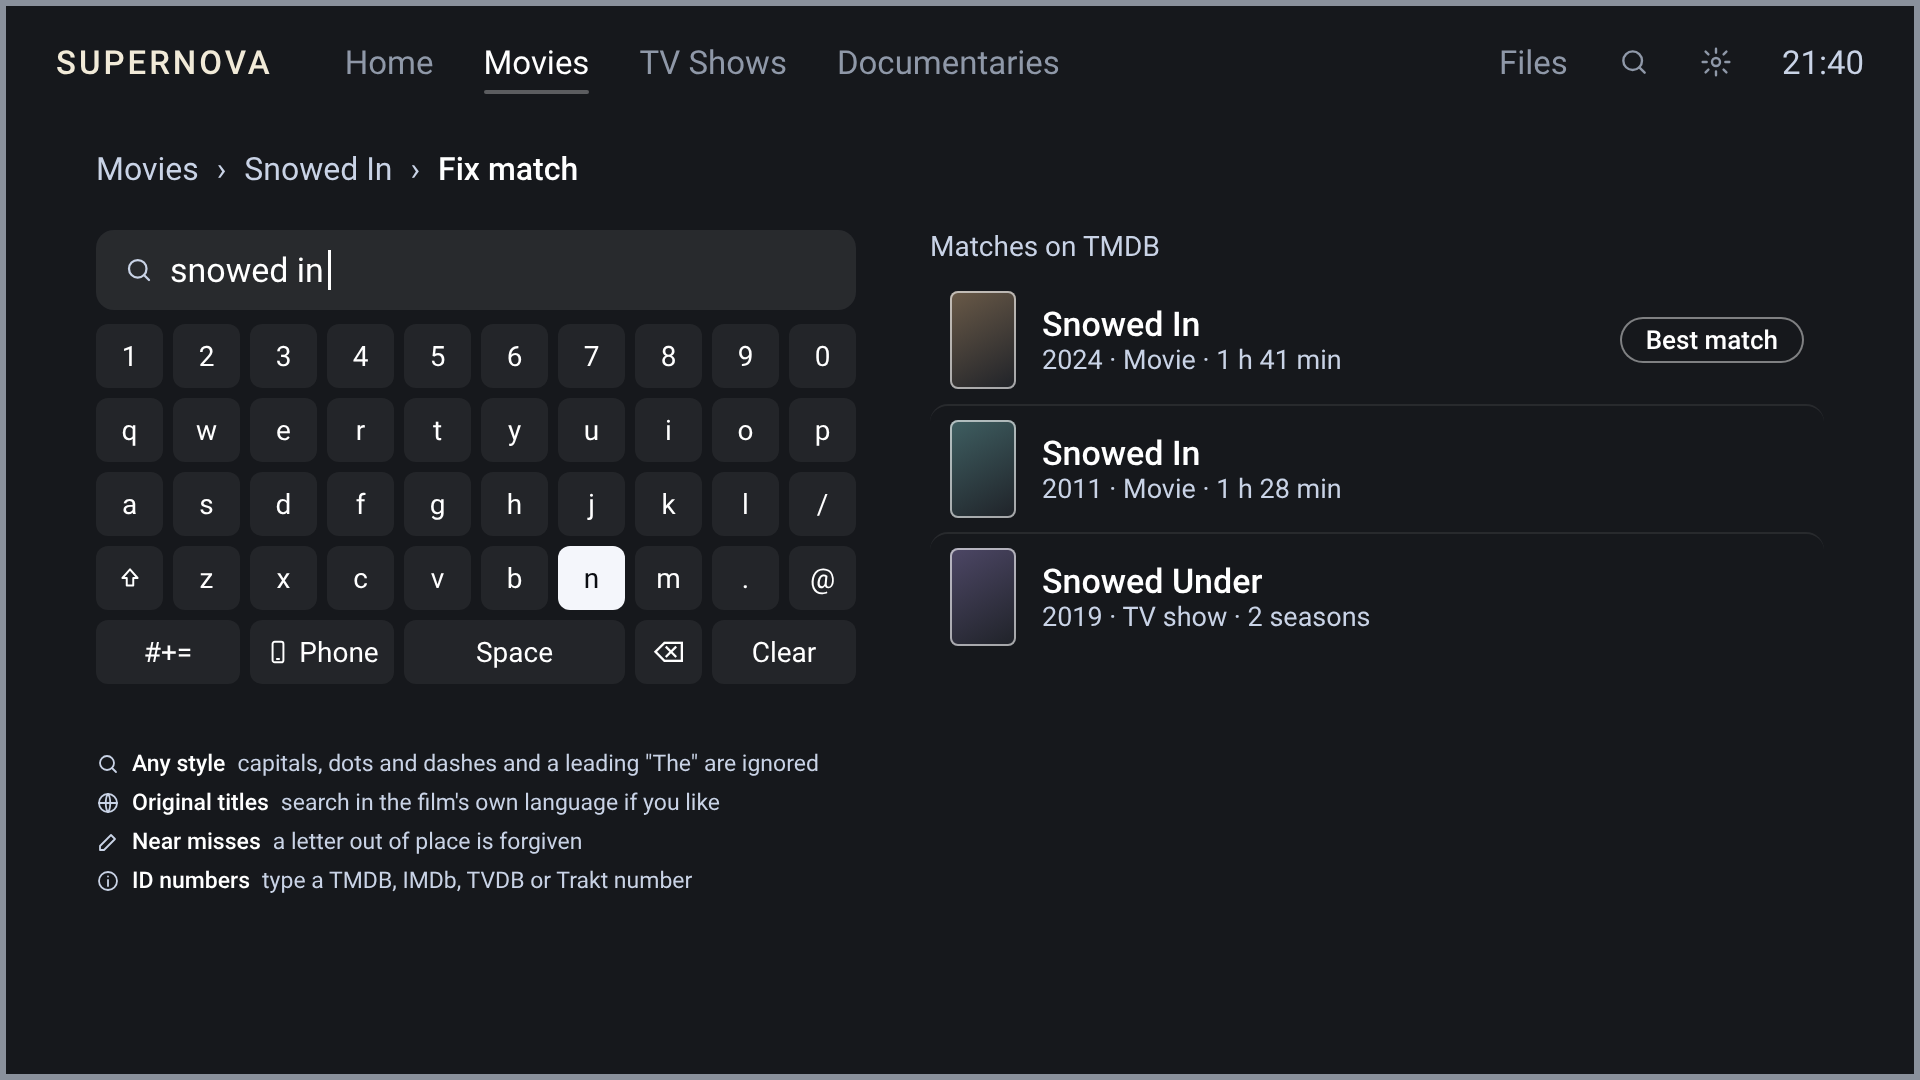 SUPERNOVA Home Movies TV Shows Documentaries Files 21:40
Movies › Snowed In › Fix match
snowed in
1 2 3 4 5 6 7 8 9 0
q w e r t y u i o p
a s d f g h j k l /
z x c v b n m . @
#+= Phone Space Clear
Any style capitals, dots and dashes and a leading "The" are ignored
Original titles search in the film's own language if you like
Near misses a letter out of place is forgiven
ID numbers type a TMDB, IMDb, TVDB or Trakt number
Matches on TMDB
Snowed In
2024 · Movie · 1 h 41 min
Best match
Snowed In
2011 · Movie · 1 h 28 min
Snowed Under
2019 · TV show · 2 seasons